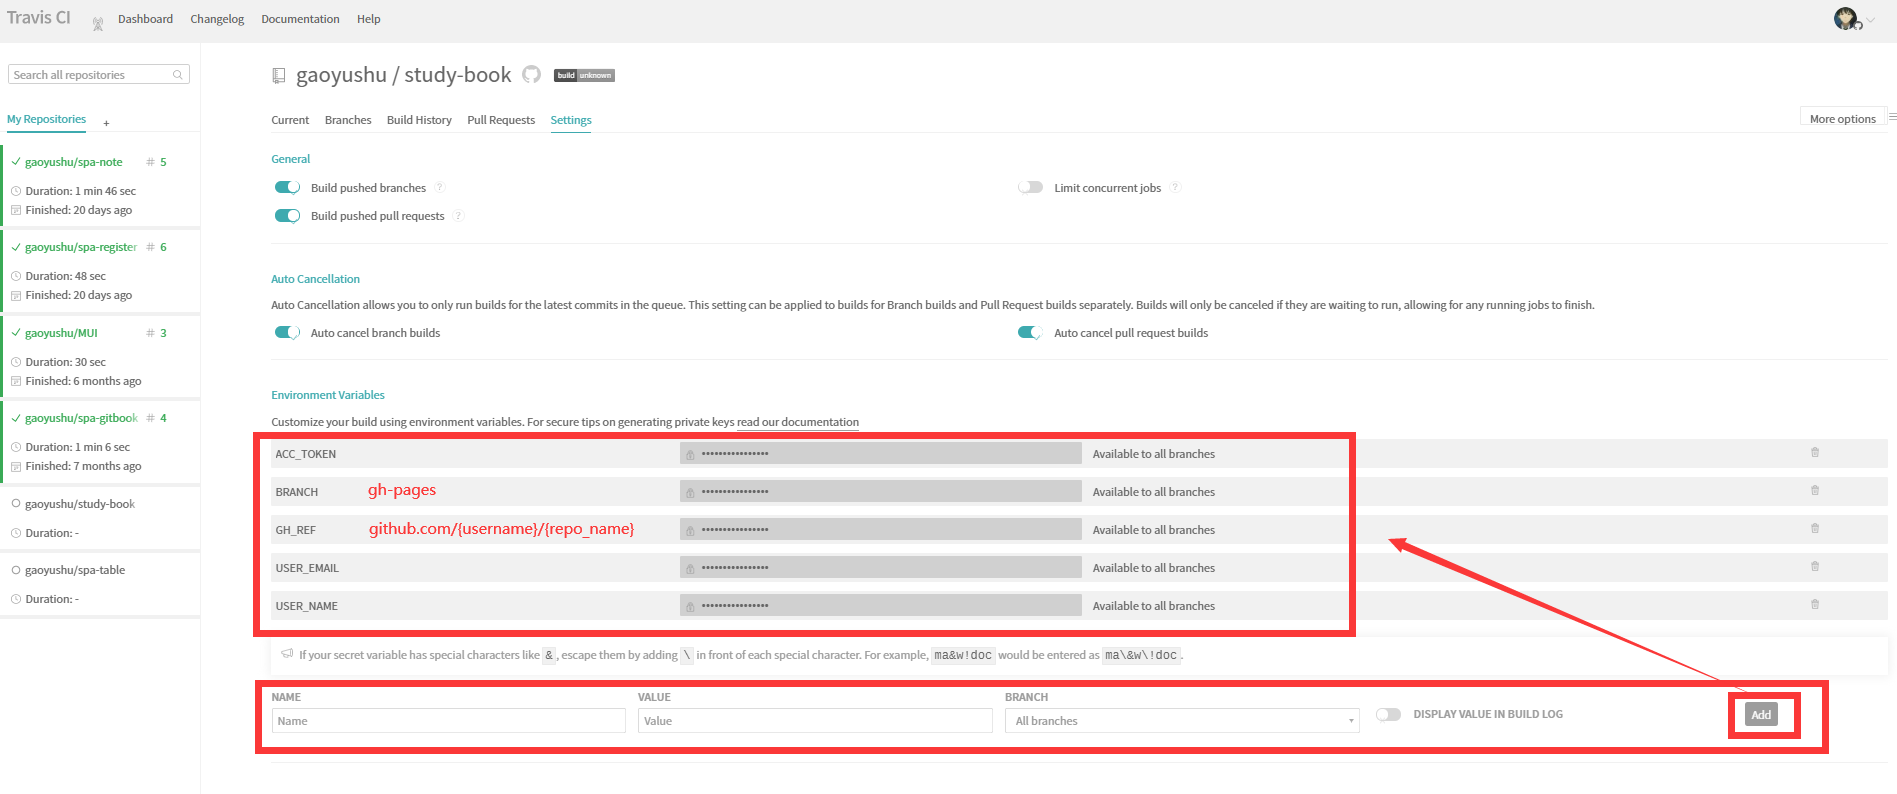 Travis CI Dashboard Changelog Documentation Help
Search all repositories
My Repositories +
gaoyushu/spa-note # 5
Duration: 1 min 46 sec
Finished: 20 days ago
gaoyushu/spa-register # 6
Duration: 48 sec
Finished: 20 days ago
gaoyushu/MUI # 3
Duration: 30 sec
Finished: 6 months ago
gaoyushu/spa-gitbook # 4
Duration: 1 min 6 sec
Finished: 7 months ago
gaoyushu/study-book
Duration: -
gaoyushu/spa-table
Duration: -
gaoyushu / study-book build unknown
Current Branches Build History Pull Requests Settings More options
General
Build pushed branches ? Limit concurrent jobs ?
Build pushed pull requests ?
Auto Cancellation
Auto Cancellation allows you to only run builds for the latest commits in the queue. This setting can be applied to builds for Branch builds and Pull Request builds separately. Builds will only be canceled if they are waiting to run, allowing for any running jobs to finish.
Auto cancel branch builds Auto cancel pull request builds
Environment Variables
Customize your build using environment variables. For secure tips on generating private keys read our documentation
ACC_TOKEN •••••••••••••••• Available to all branches
BRANCH gh-pages •••••••••••••••• Available to all branches
GH_REF github.com/{username}/{repo_name} •••••••••••••••• Available to all branches
USER_EMAIL •••••••••••••••• Available to all branches
USER_NAME •••••••••••••••• Available to all branches
If your secret variable has special characters like &, escape them by adding \ in front of each special character. For example, ma&w!doc would be entered as ma\&w\!doc.
NAME VALUE BRANCH
Name Value All branches DISPLAY VALUE IN BUILD LOG Add